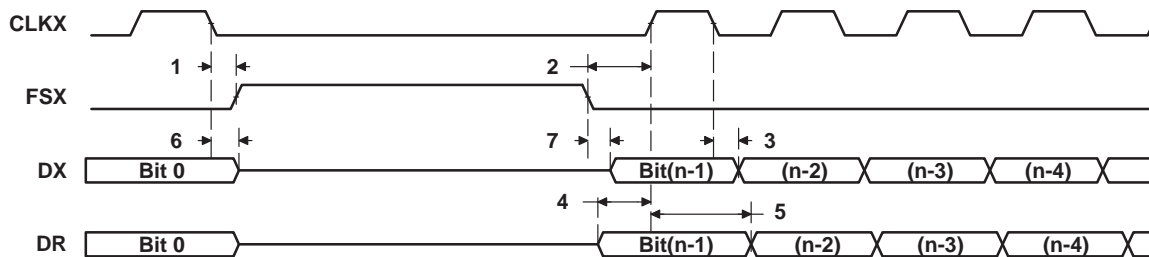 CLKX
1 2
FSX
6 7 3
DX Bit 0 Bit(n-1) (n-2) (n-3) (n-4)
4 5
DR Bit 0 Bit(n-1) (n-2) (n-3) (n-4)